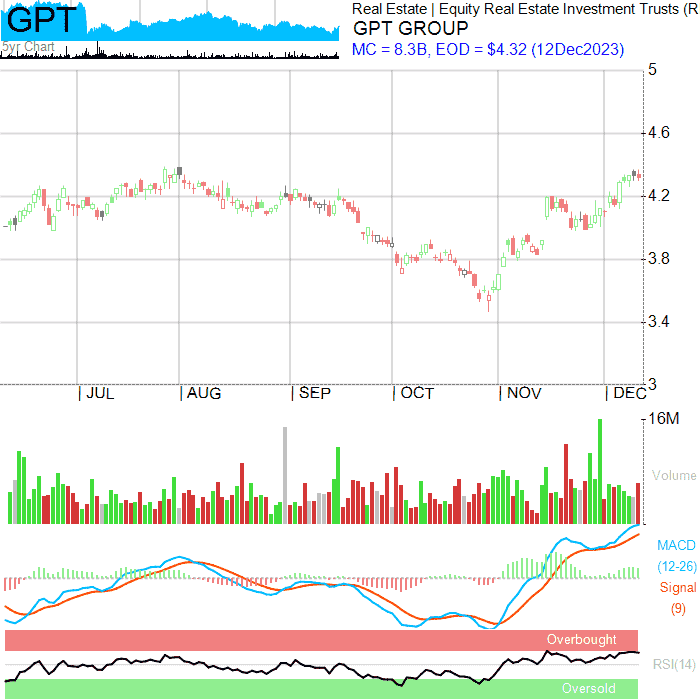 GPT
5yr Chart
Real Estate | Equity Real Estate Investment Trusts (R
GPT GROUP
MC = 8.3B, EOD = $4.32 (12Dec2023)
5
4.6
4.2
3.8
3.4
3
| JUL | AUG | SEP | OCT | NOV | DEC
16M
Volume
MACD
(12-26)
Signal
(9)
Overbought
RSI(14)
Oversold